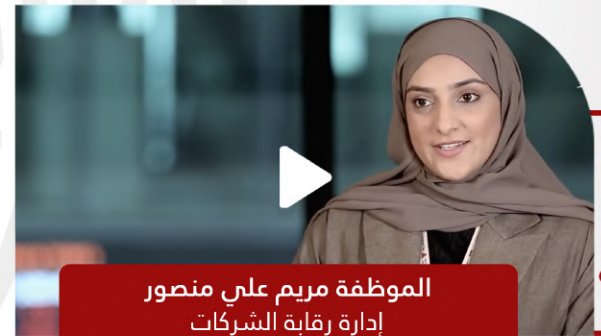 الموظفة مريم علي منصور
إدارة رقابة الشركات